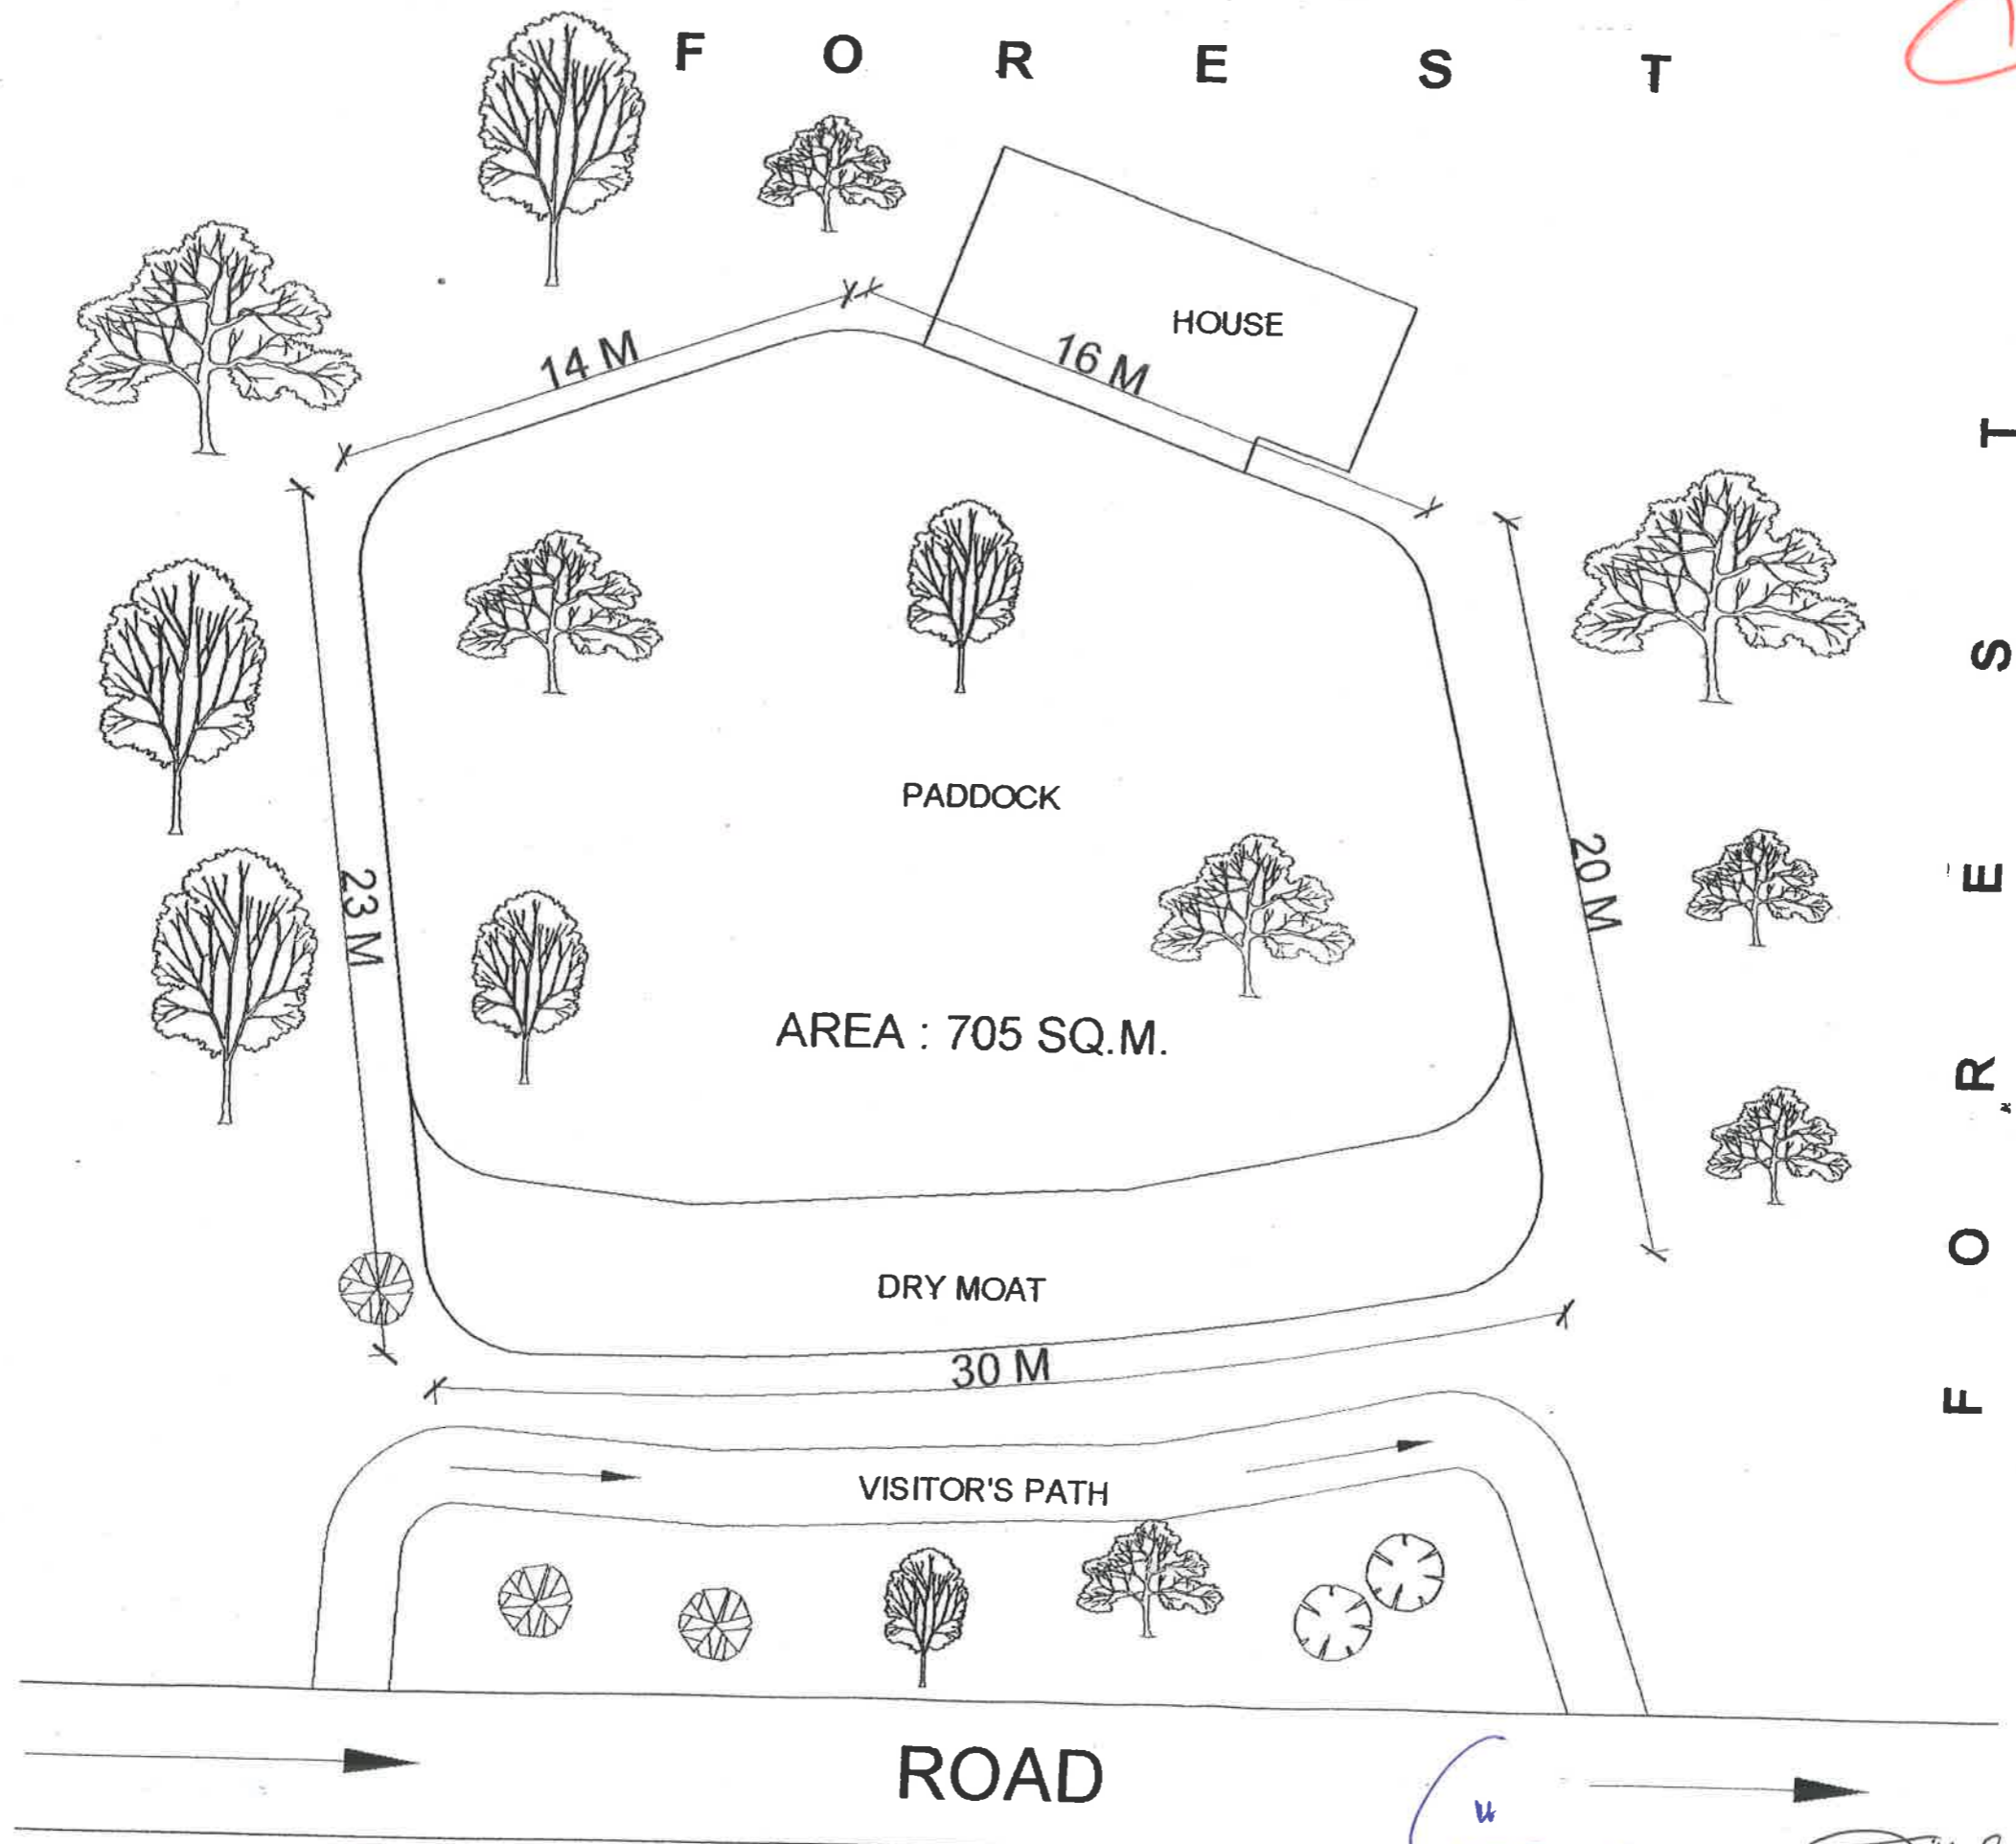 FOREST
HOUSE
14 M
16 M
FOREST
PADDOCK
20 M
23 M
AREA : 705 SQ.M.
DRY MOAT
30 M
VISITOR'S PATH
ROAD